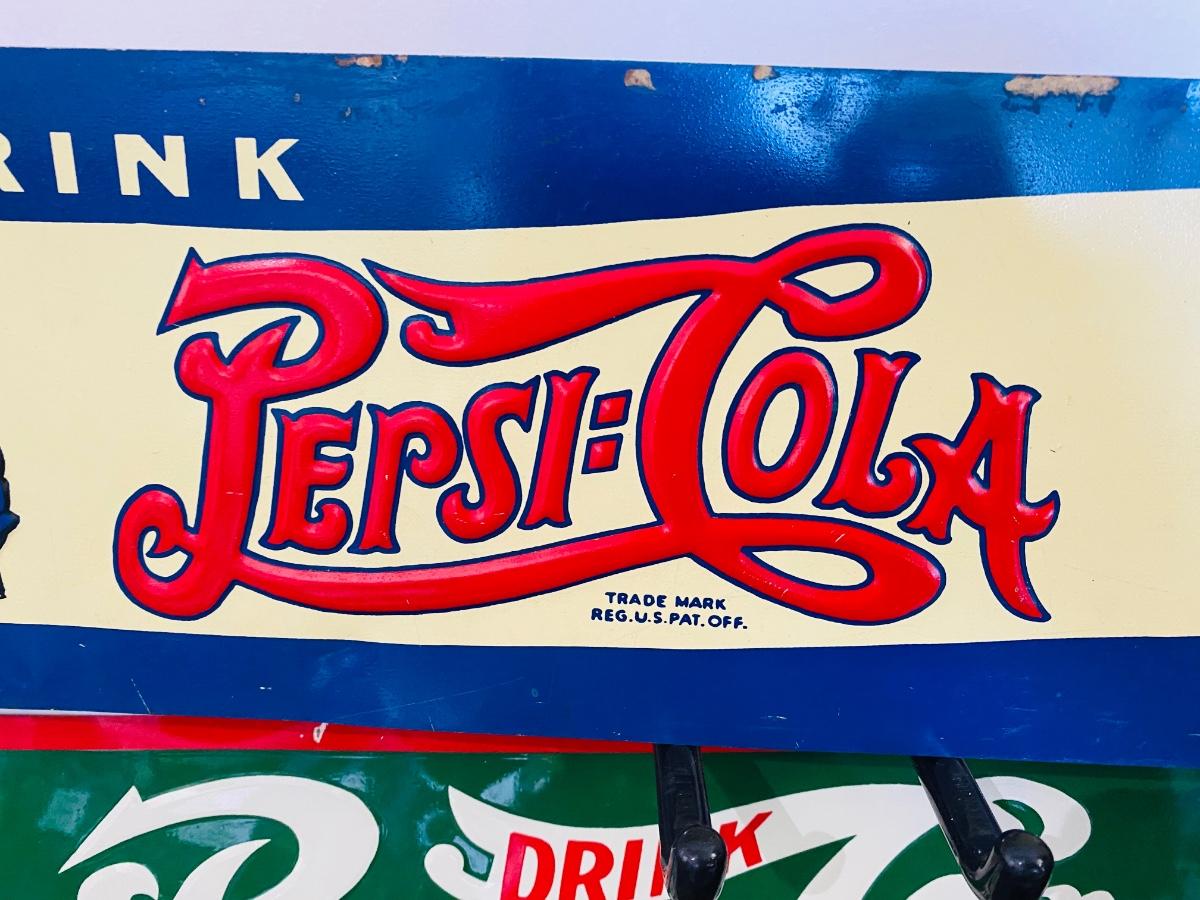 RINK
PEPSI:COLA
TRADE MARK
REG.U.S.PAT.OFF.
DRINK